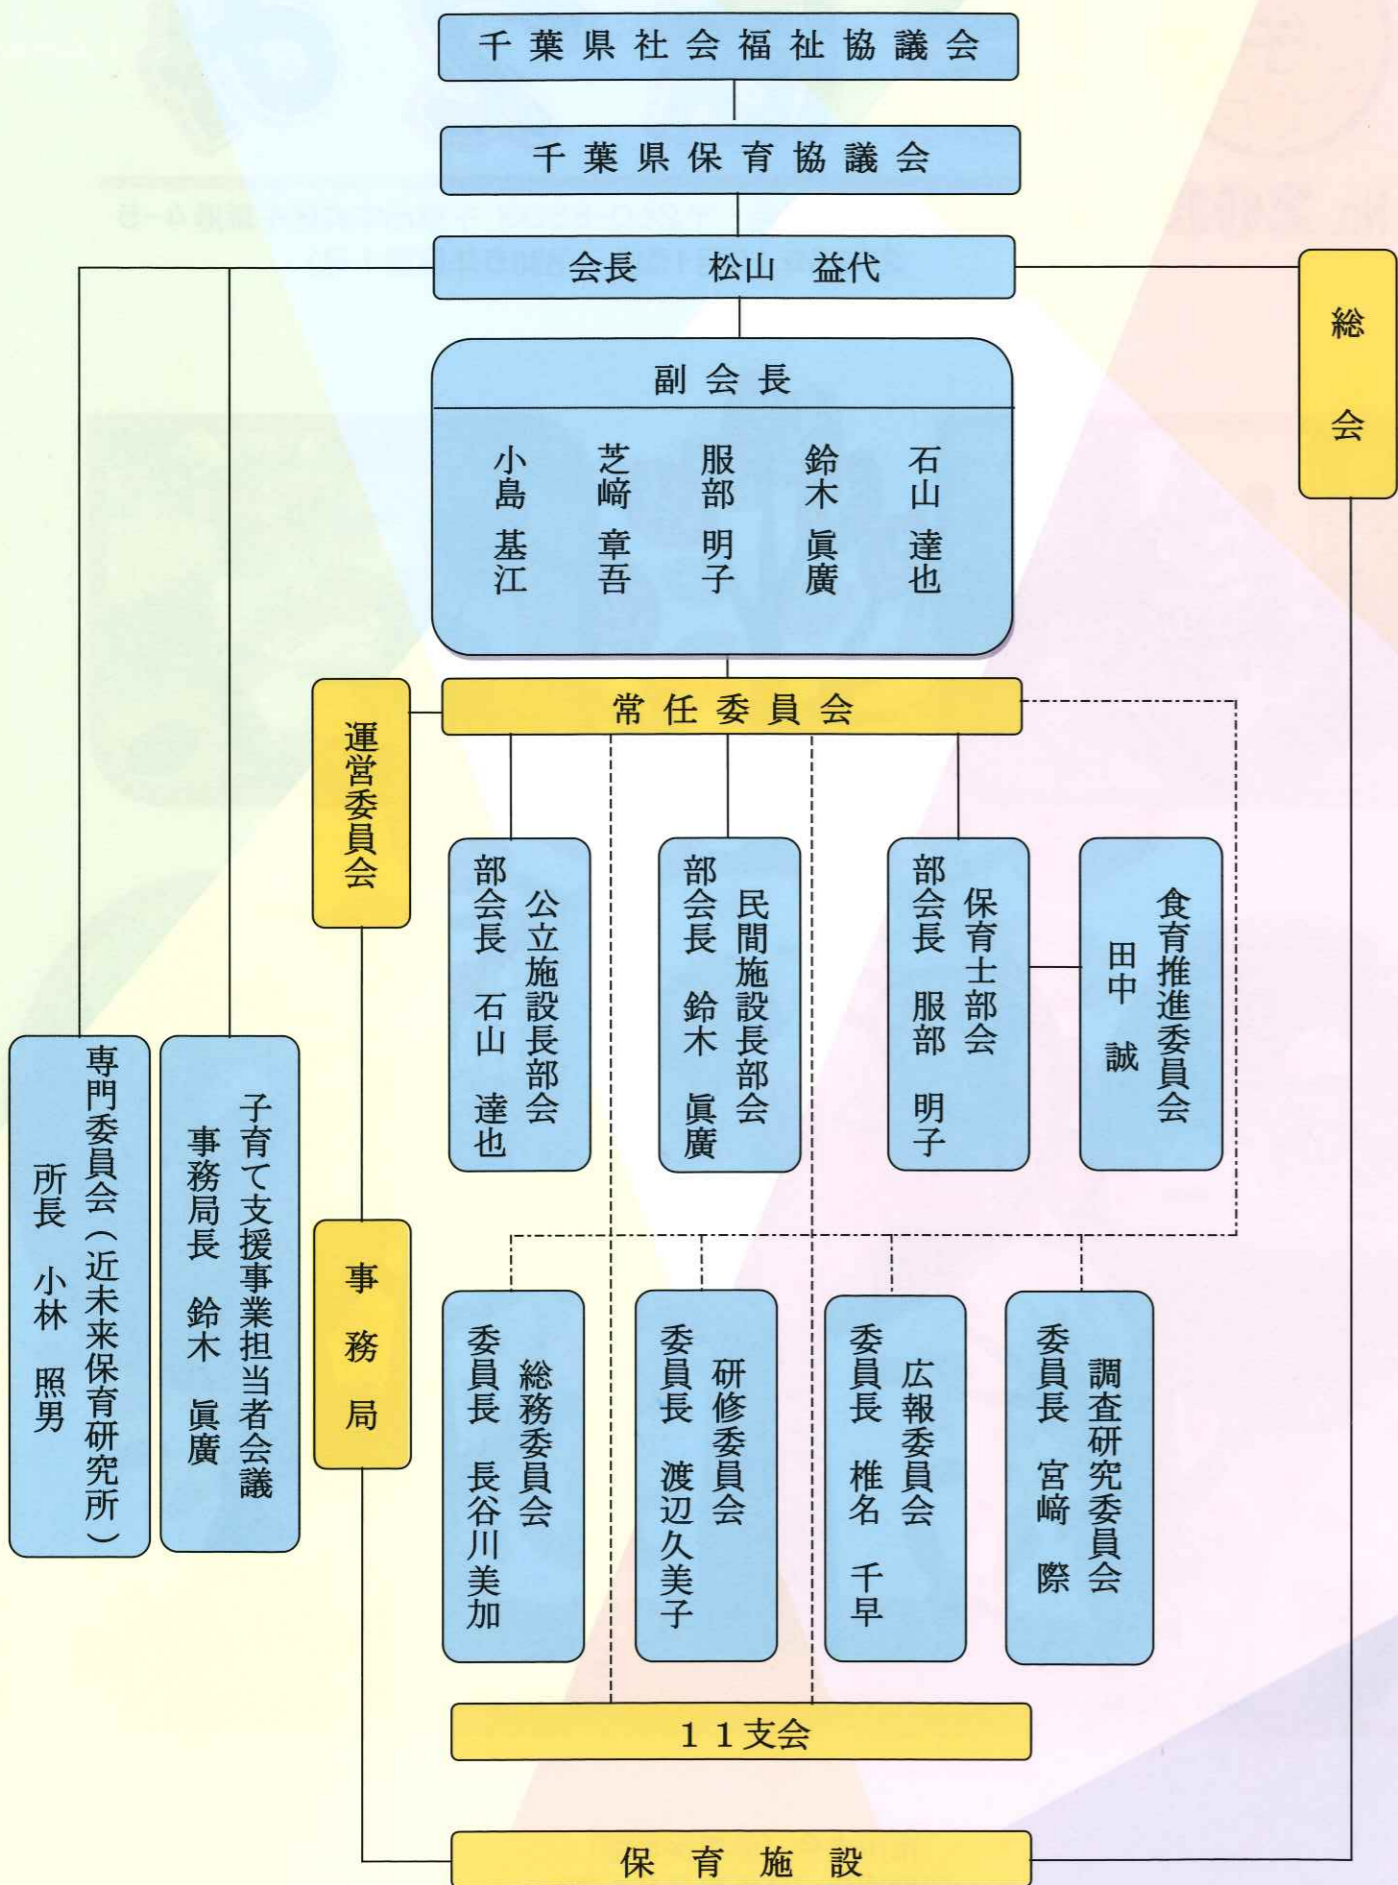 千葉県社会福祉協議会
千葉県保育協議会
会長　松山　益代
総会
副会長
石山　達也
鈴木　眞廣
服部　明子
芝﨑　章吾
小島　基江
常任委員会
運営委員会
食育推進委員会
田中　誠
保育士部会
部会長　服部　明子
民間施設長部会
部会長　鈴木　眞廣
公立施設長部会
部会長　石山　達也
子育て支援事業担当者会議
事務局長　鈴木　眞廣
専門委員会（近未来保育研究所）
所長　小林　照男
事務局
調査研究委員会
委員長　宮﨑　際
広報委員会
委員長　椎名　千早
研修委員会
委員長　渡辺久美子
総務委員会
委員長　長谷川美加
１１支会
保育施設